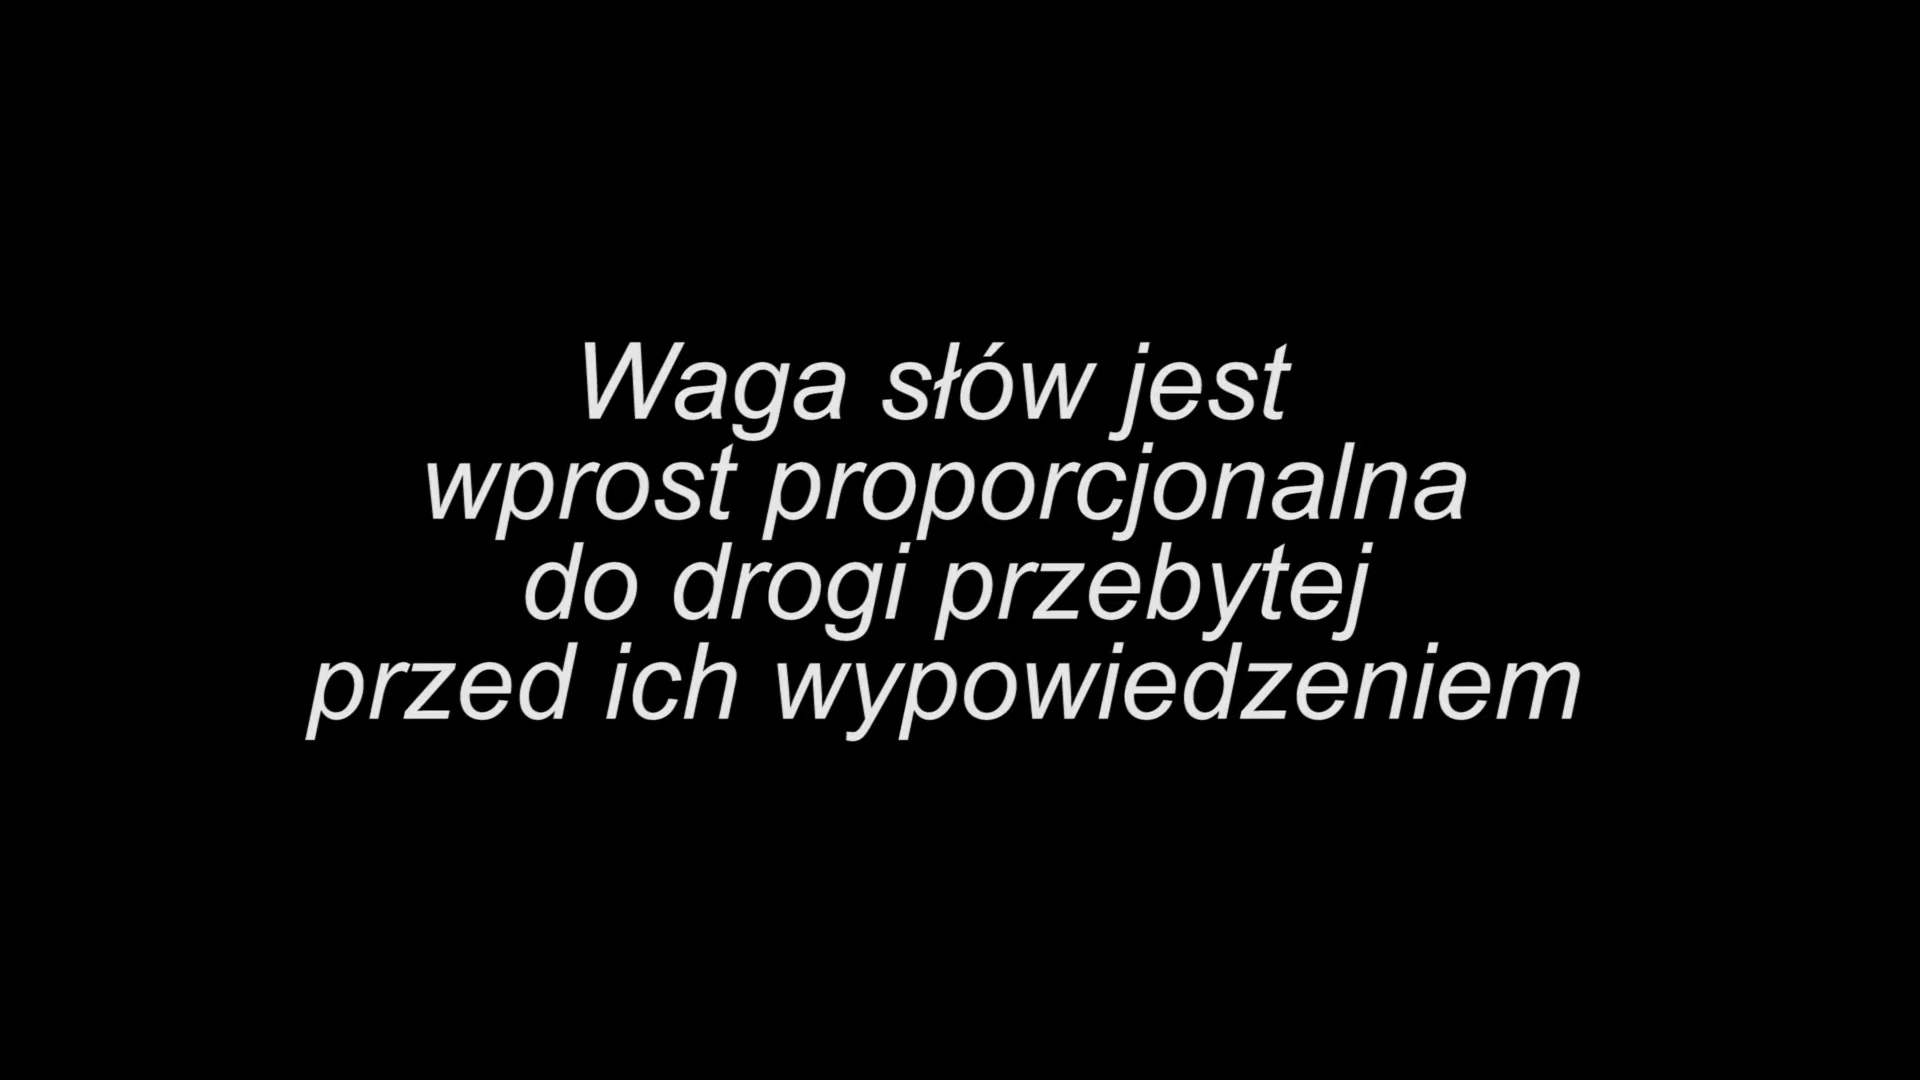 Waga słów jest
wprost proporcjonalna
do drogi przebytej
przed ich wypowiedzeniem